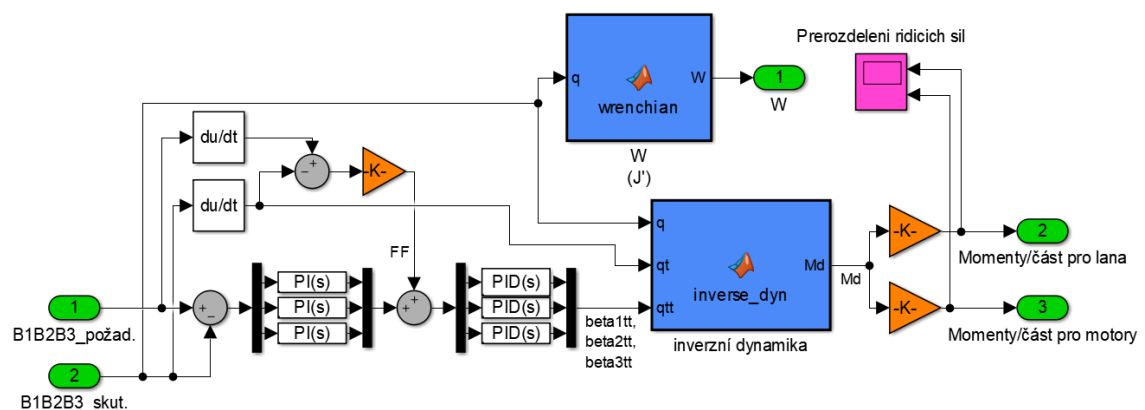 Prerozdeleni ridicich sil
q
W
wrenchian
1
W
W
(J')
du/dt
+
−
-K-
du/dt
FF
q
qt
qtt
Md
inverse_dyn
inverzní dynamika
Md
-K-
-K-
2
Momenty/část pro lana
3
Momenty/část pro motory
1
B1B2B3_požad.
+
−
PI(s)
PI(s)
PI(s)
+
+
PID(s)
PID(s)
PID(s)
beta1tt,
beta2tt,
beta3tt
2
B1B2B3_skut.